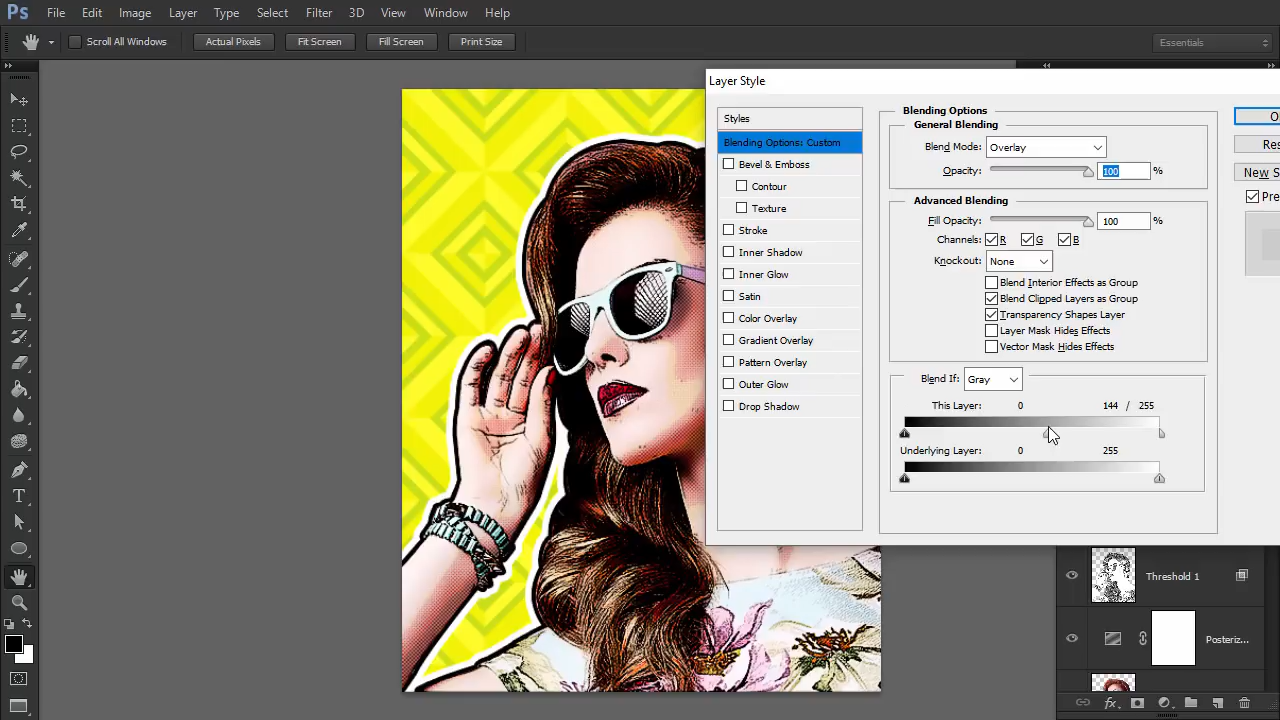 Ps File Edit Image Layer Type Select Filter 3D View Window Help
Scroll All Windows Actual Pixels Fit Screen Fill Screen Print Size Essentials
Layer Style
Styles
Blending Options: Custom
Bevel & Emboss
Contour
Texture
Stroke
Inner Shadow
Inner Glow
Satin
Color Overlay
Gradient Overlay
Pattern Overlay
Outer Glow
Drop Shadow
Blending Options
General Blending
Blend Mode: Overlay
Opacity: 100 %
Advanced Blending
Fill Opacity: 100 %
Channels: R G B
Knockout: None
Blend Interior Effects as Group
Blend Clipped Layers as Group
Transparency Shapes Layer
Layer Mask Hides Effects
Vector Mask Hides Effects
Blend If: Gray
This Layer: 0 144 / 255
Underlying Layer: 0 255
New S
Threshold 1
Posteriz...